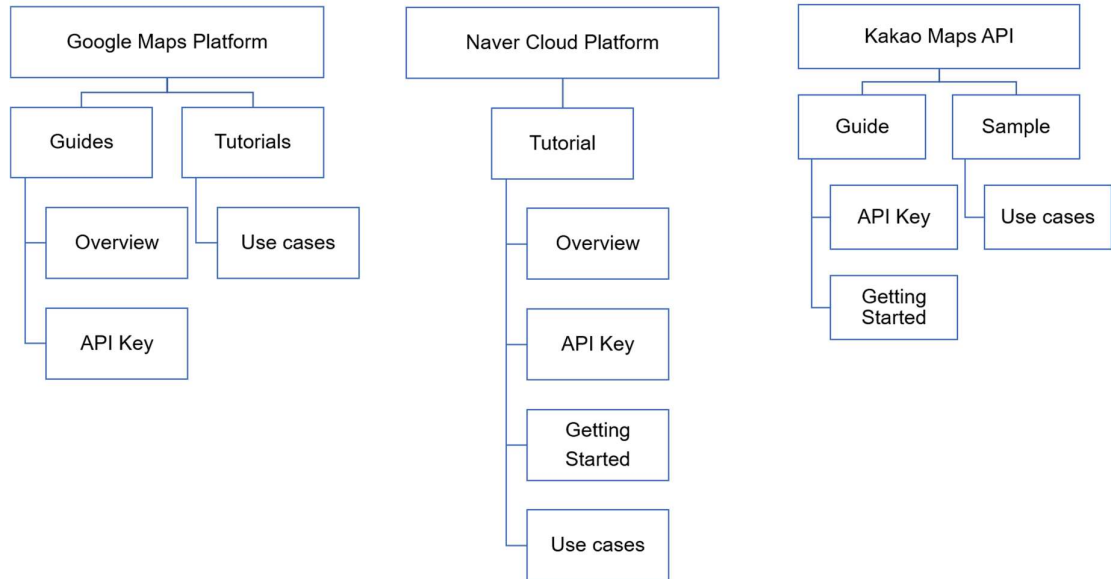 Google Maps Platform
Guides
Tutorials
Overview
Use cases
API Key
Naver Cloud Platform
Tutorial
Overview
API Key
Getting
Started
Use cases
Kakao Maps API
Guide
Sample
API Key
Use cases
Getting
Started